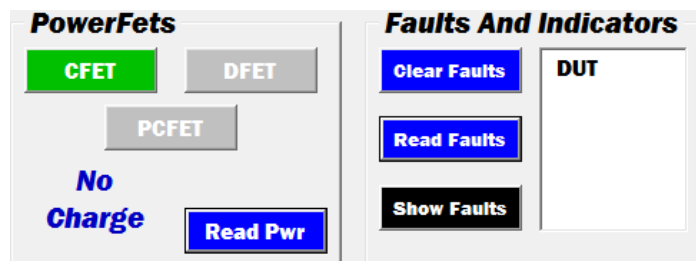 PowerFets
CFET
DFET
PCFET
No
Charge
Read Pwr
Faults And Indicators
Clear Faults
DUT
Read Faults
Show Faults